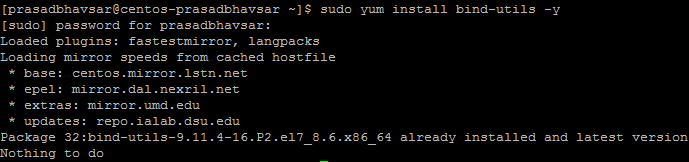 [prasadbhavsar@centos-prasadbhavsar ~]$ sudo yum install bind-utils -y
[sudo] password for prasadbhavsar:
Loaded plugins: fastestmirror, langpacks
Loading mirror speeds from cached hostfile
 * base: centos.mirror.lstn.net
 * epel: mirror.dal.nexril.net
 * extras: mirror.umd.edu
 * updates: repo.ialab.dsu.edu
Package 32:bind-utils-9.11.4-16.P2.el7_8.6.x86_64 already installed and latest version
Nothing to do